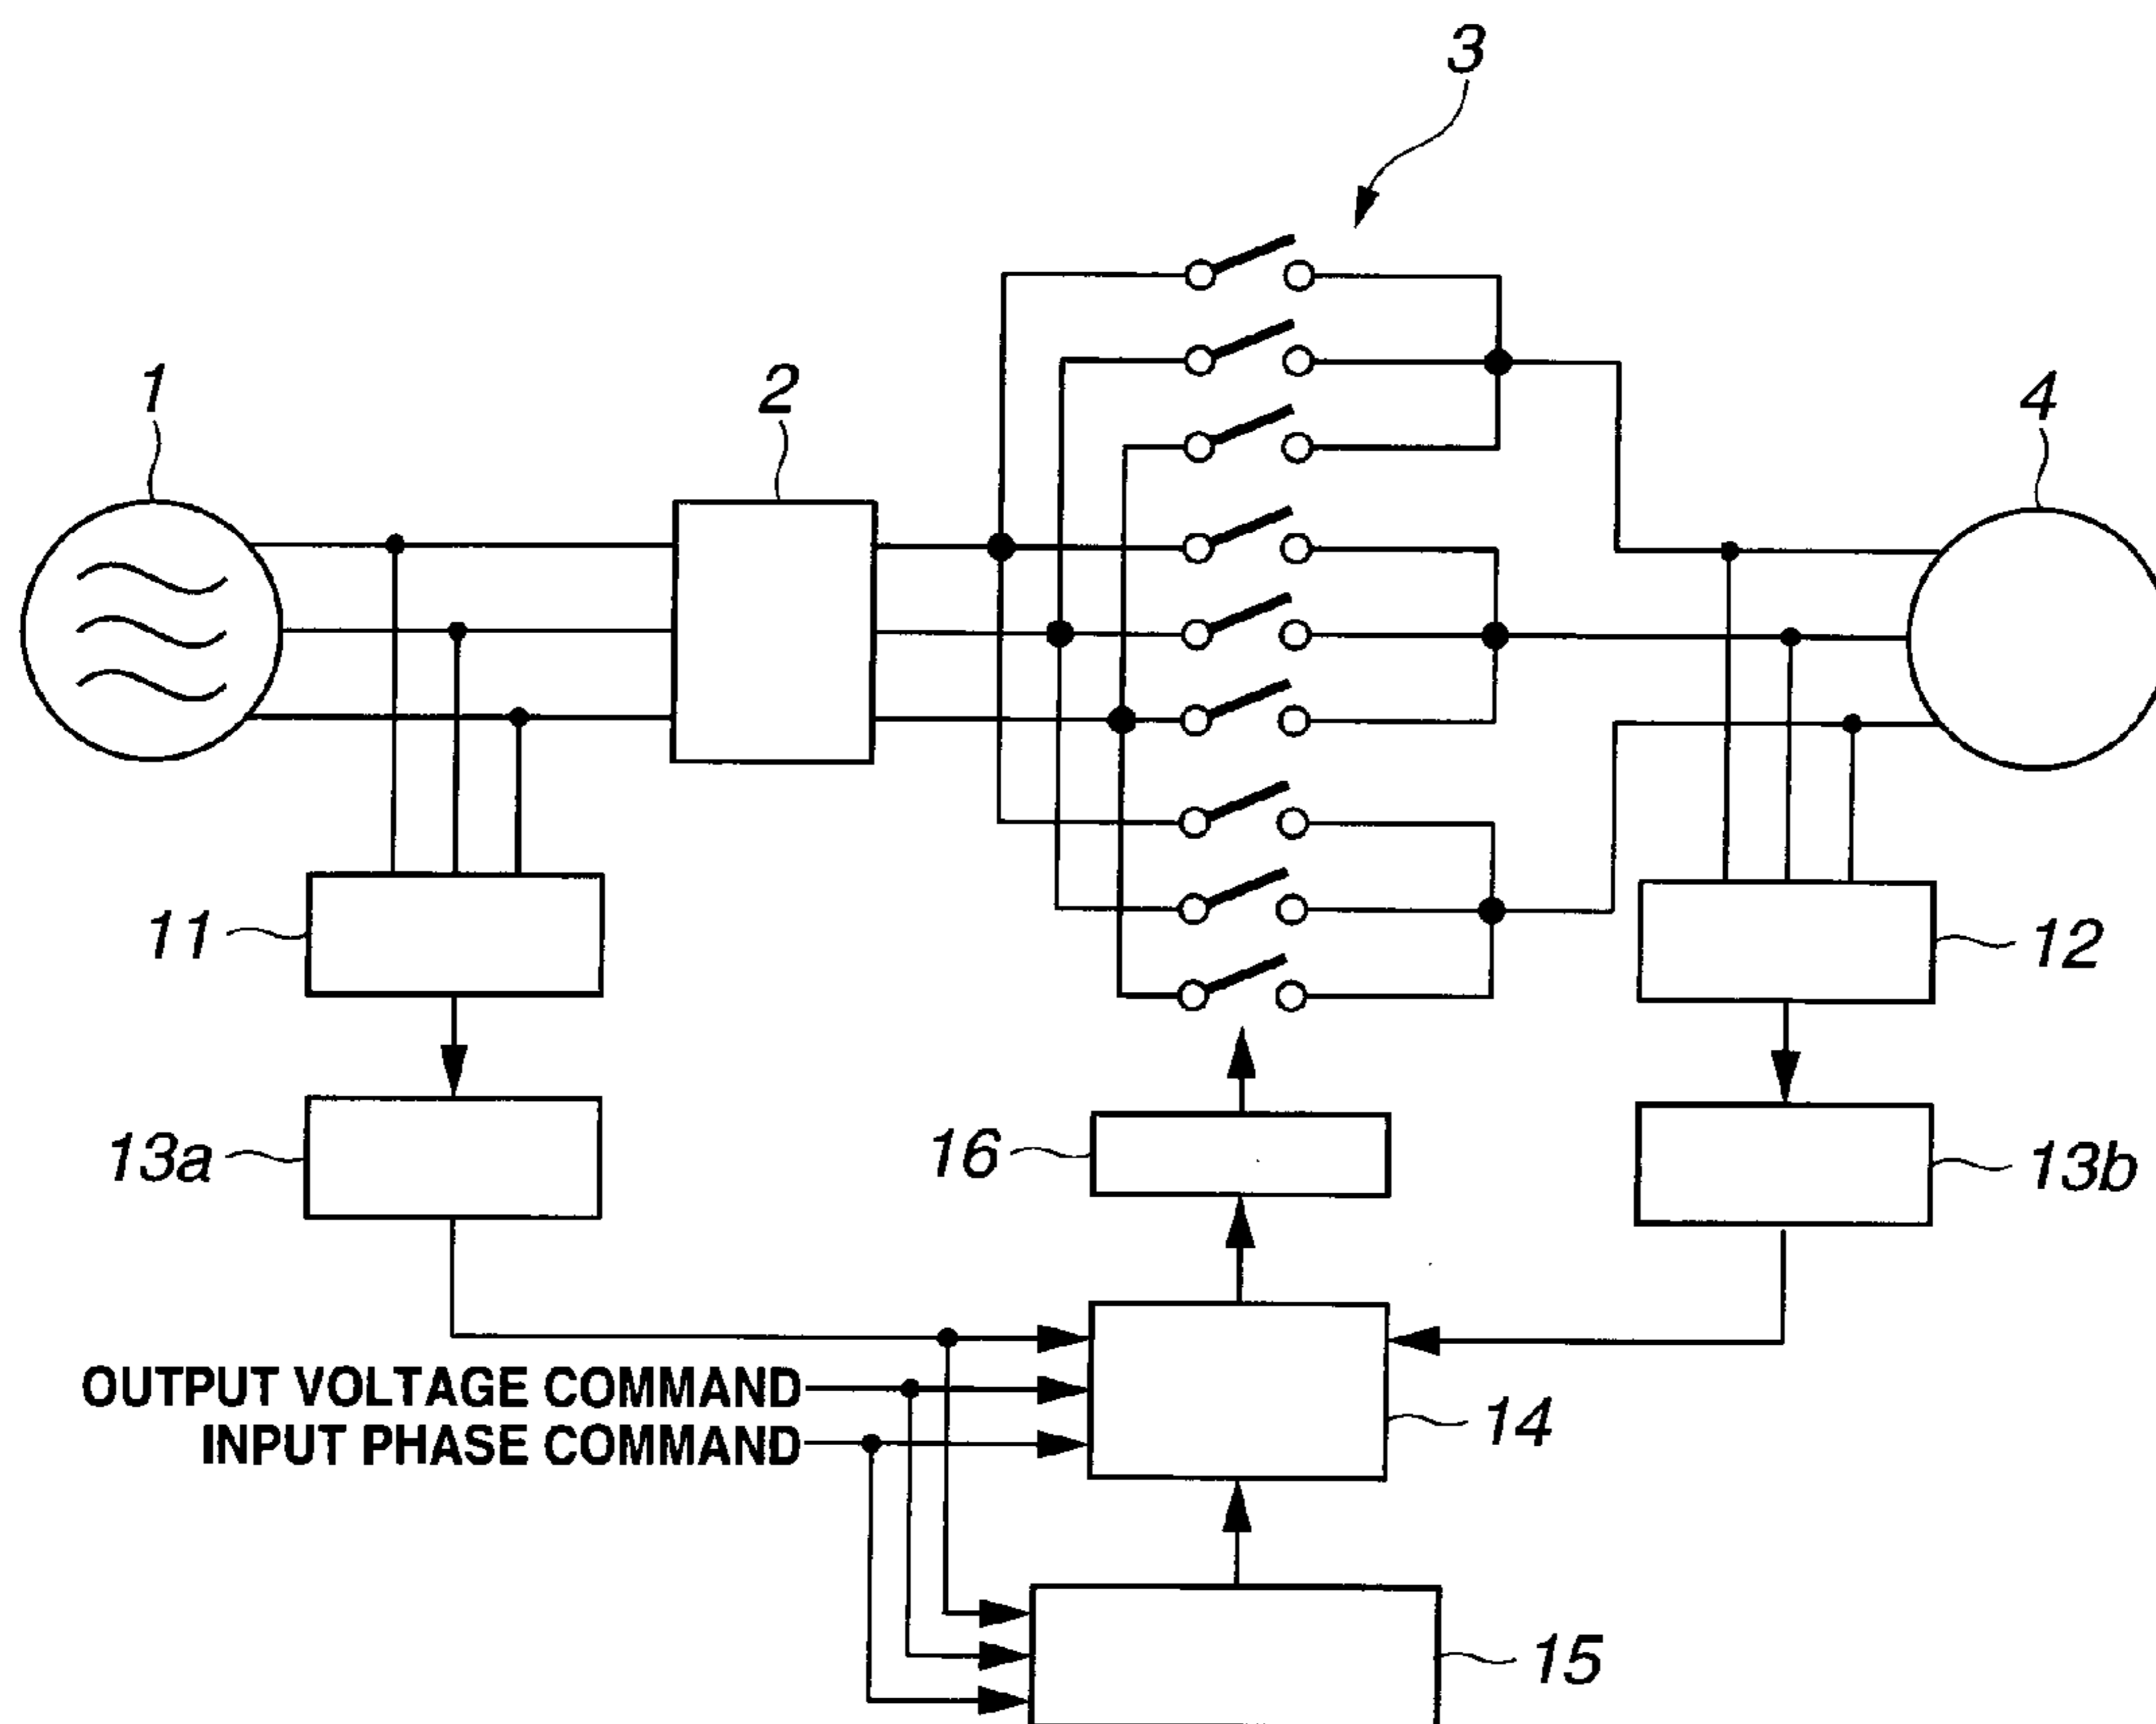 3
1
2
4
11
12
13a
16
13b
OUTPUT VOLTAGE COMMAND
INPUT PHASE COMMAND
14
15